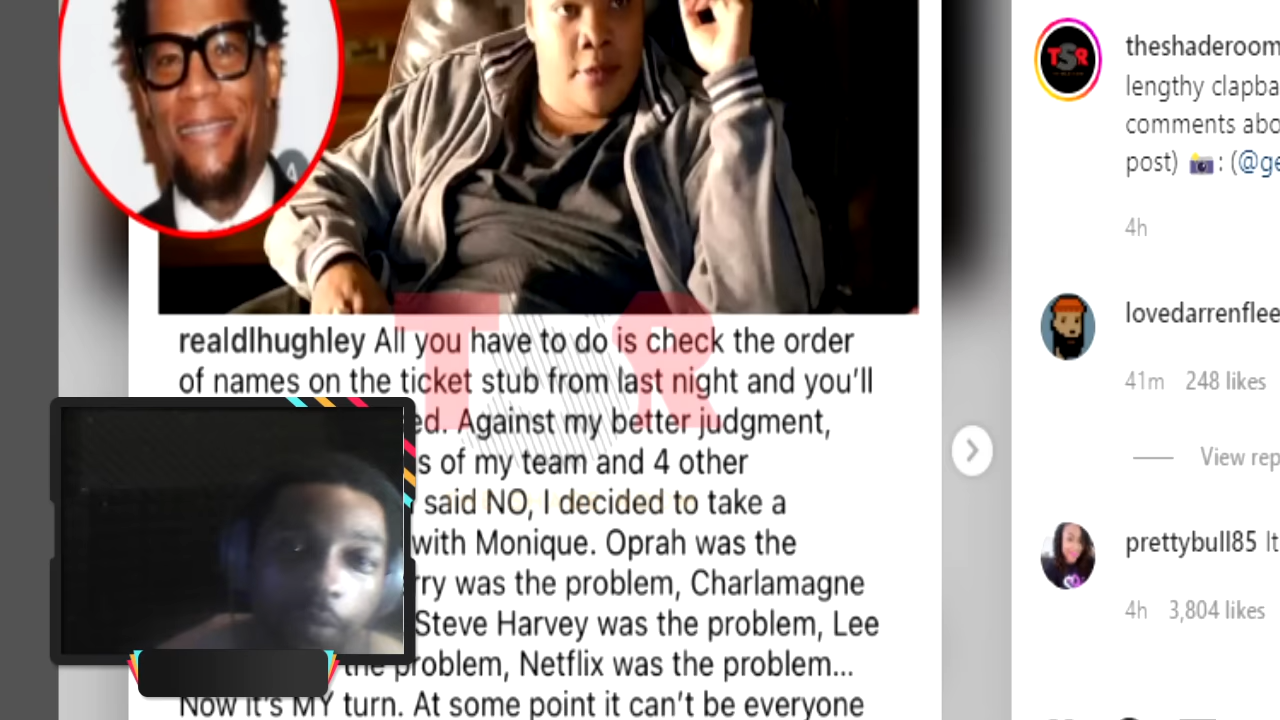 realdlhughley All you have to do is check the order
of names on the ticket stub from last night and you'll
ed. Against my better judgment,
s of my team and 4 other
said NO, I decided to take a
with Monique. Oprah was the
rry was the problem, Charlamagne
Steve Harvey was the problem, Lee
the problem, Netflix was the problem...
Now it's MY turn. At some point it can't be everyone
TSR
TSR
theshaderoom
lengthy clapba
comments abo
post) 📸: (@ge
4h
lovedarrenflee
41m 248 likes
View rep
prettybull85 It
4h 3,804 likes